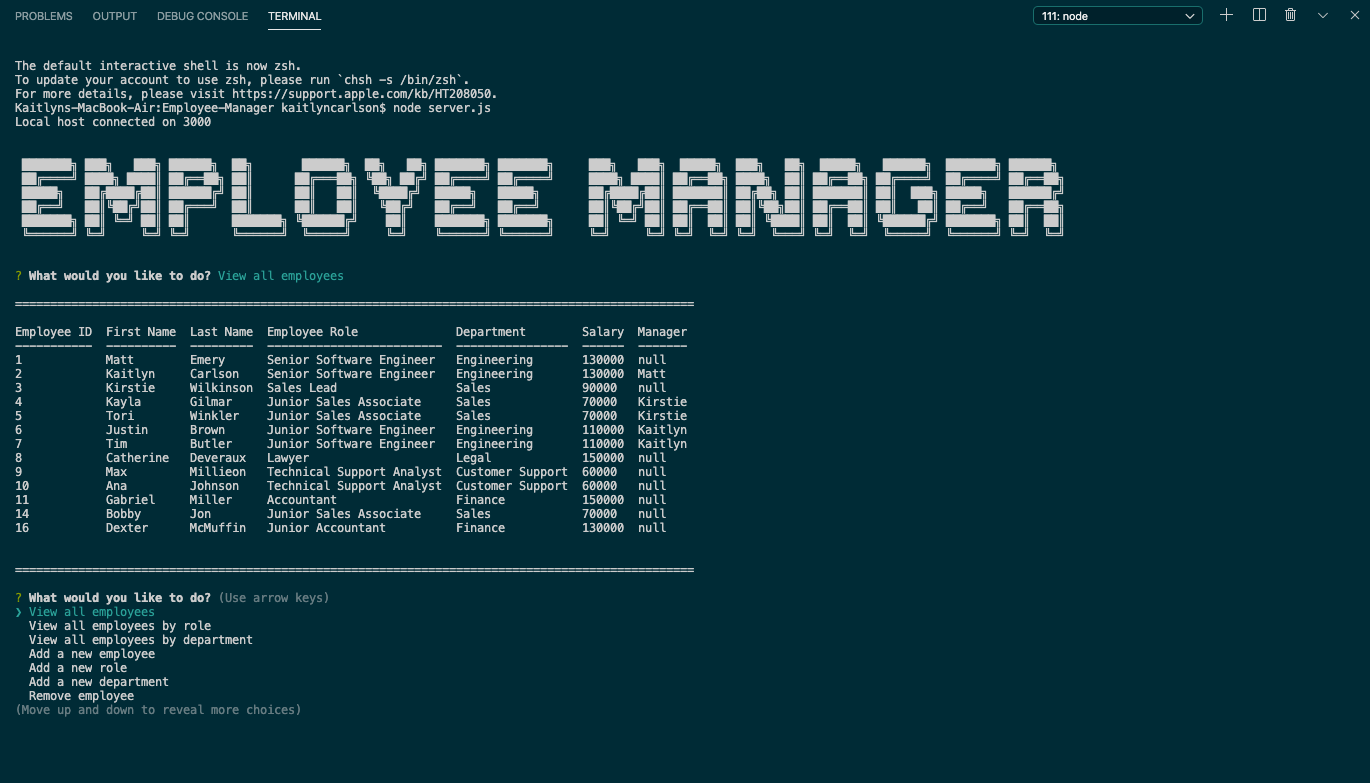 PROBLEMS OUTPUT DEBUG CONSOLE TERMINAL 111: node
The default interactive shell is now zsh.
To update your account to use zsh, please run `chsh -s /bin/zsh`.
For more details, please visit https://support.apple.com/kb/HT208050.
Kaitlyns-MacBook-Air:Employee-Manager kaitlyncarlson$ node server.js
Local host connected on 3000
EMPLOYEE MANAGER
? What would you like to do? View all employees
Employee ID First Name Last Name Employee Role Department Salary Manager
1 Matt Emery Senior Software Engineer Engineering 130000 null
2 Kaitlyn Carlson Senior Software Engineer Engineering 130000 Matt
3 Kirstie Wilkinson Sales Lead Sales 90000 null
4 Kayla Gilmar Junior Sales Associate Sales 70000 Kirstie
5 Tori Winkler Junior Sales Associate Sales 70000 Kirstie
6 Justin Brown Junior Software Engineer Engineering 110000 Kaitlyn
7 Tim Butler Junior Software Engineer Engineering 110000 Kaitlyn
8 Catherine Deveraux Lawyer Legal 150000 null
9 Max Millieon Technical Support Analyst Customer Support 60000 null
10 Ana Johnson Technical Support Analyst Customer Support 60000 null
11 Gabriel Miller Accountant Finance 150000 null
14 Bobby Jon Junior Sales Associate Sales 70000 null
16 Dexter McMuffin Junior Accountant Finance 130000 null
? What would you like to do? (Use arrow keys)
❯ View all employees
View all employees by role
View all employees by department
Add a new employee
Add a new role
Add a new department
Remove employee
(Move up and down to reveal more choices)